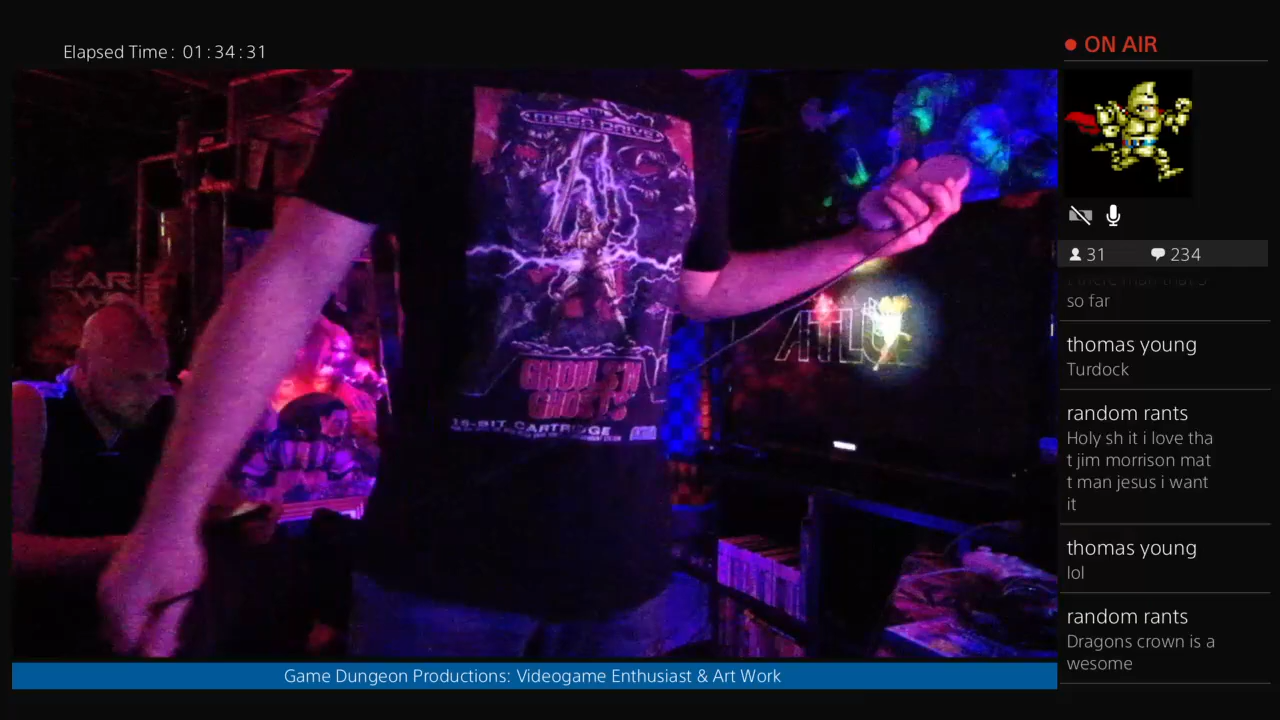 Elapsed Time: 01:34:31
ON AIR
31 234
so far
thomas young
Turdock
random rants
Holy sh it i love tha
t jim morrison mat
t man jesus i want
it
thomas young
lol
random rants
Dragons crown is a
wesome
MEGA DRIVE
GHOULS'N
GHOSTS
16-BIT CARTRIDGE
ATLUS
Game Dungeon Productions: Videogame Enthusiast & Art Work